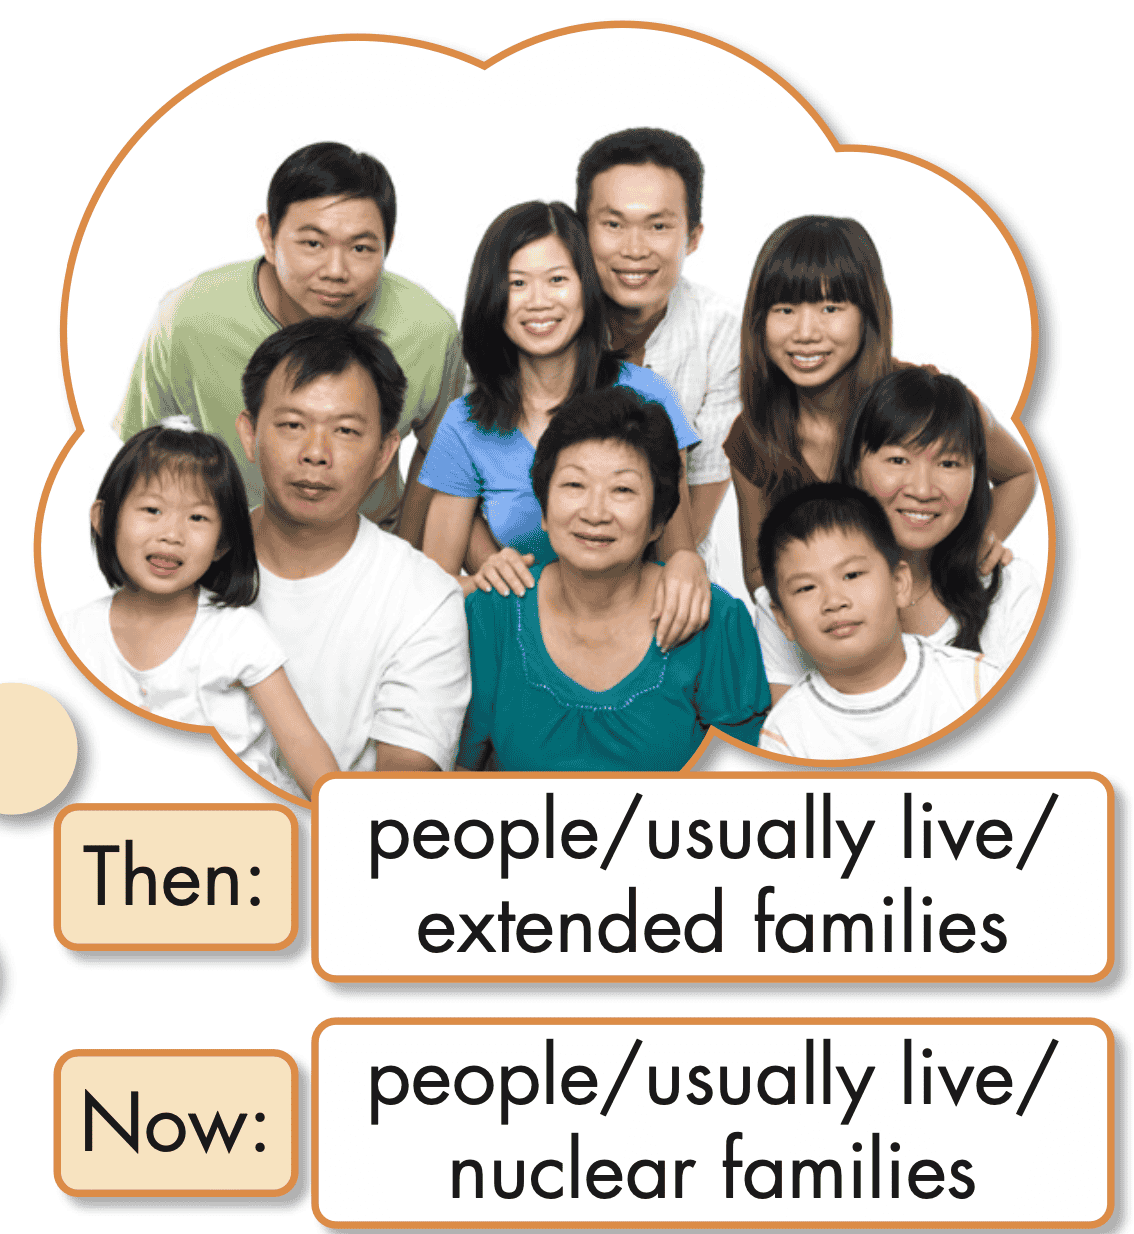 Then:
people/usually live/
extended families
Now:
people/usually live/
nuclear families